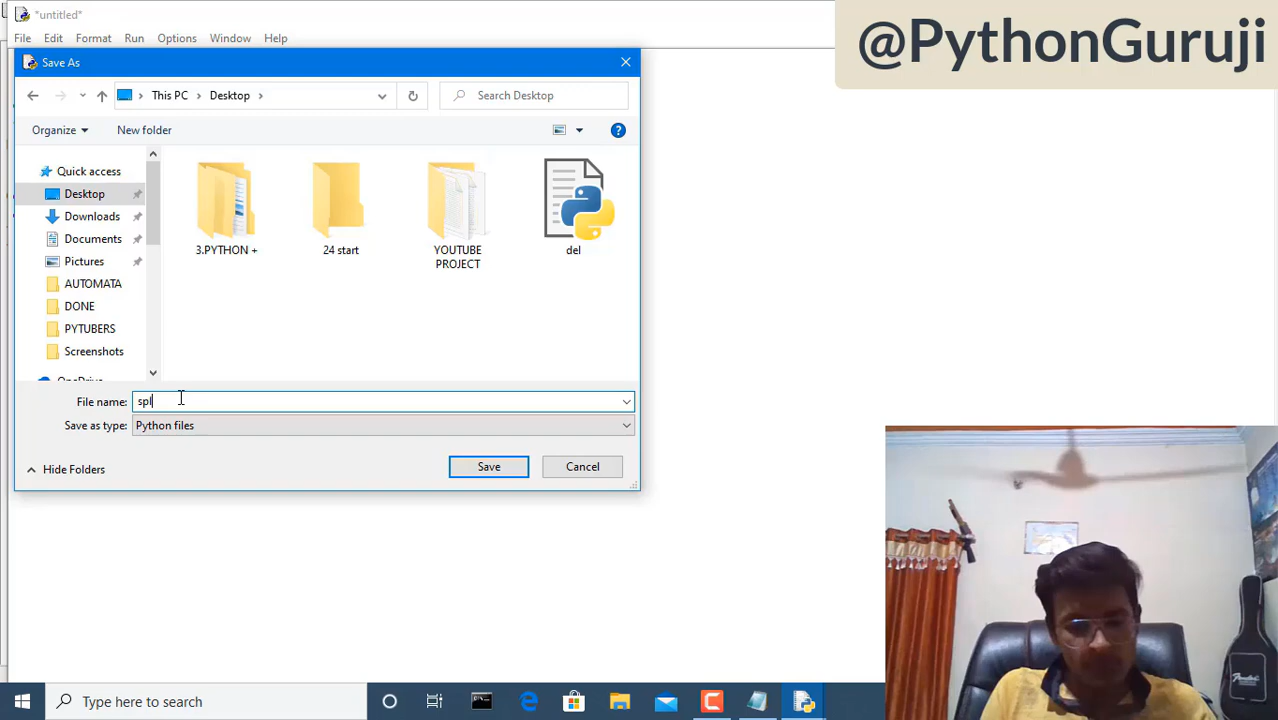 *untitled*
@PythonGuruji
File Edit Format Run Options Window Help
Save As
This PC Desktop
Search Desktop
Organize New folder
Quick access
Desktop
Downloads
Documents
Pictures
AUTOMATA
DONE
PYTUBERS
Screenshots
OneDrive
3.PYTHON +
24 start
YOUTUBE
PROJECT
del
File name: spl
Save as type: Python files
Hide Folders
Save
Cancel
Fender
Type here to search